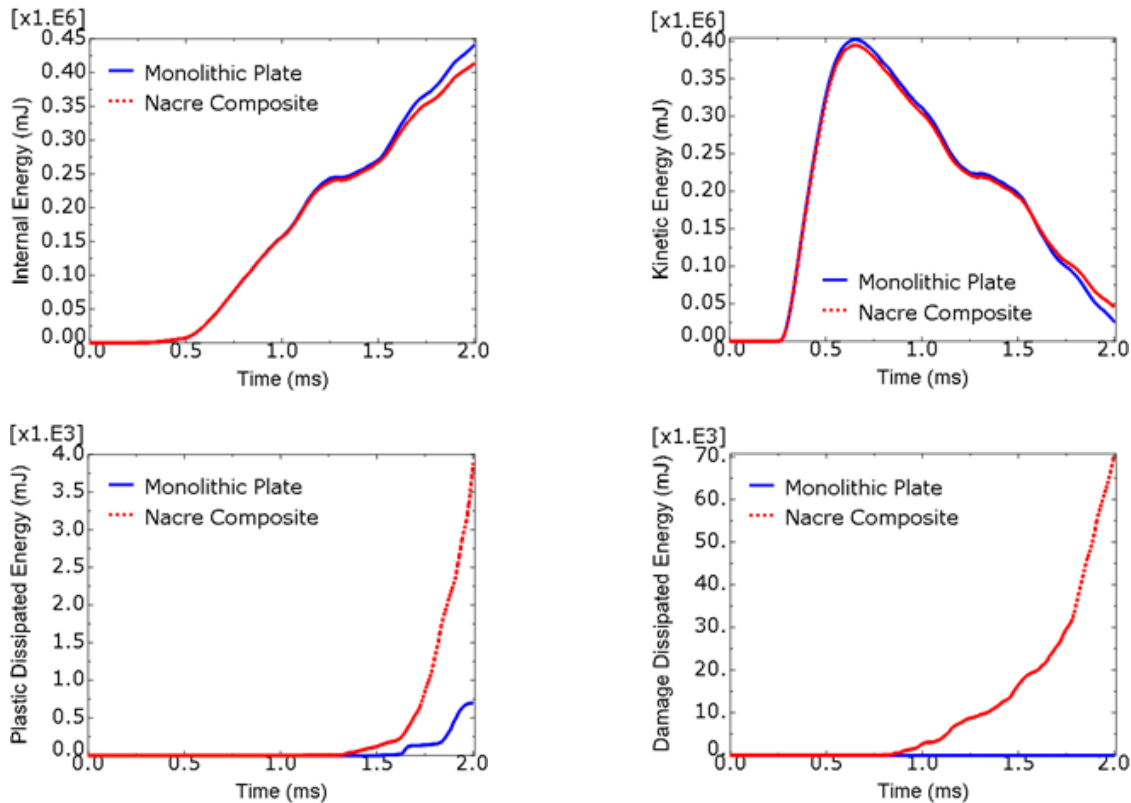 [x1.E6]
0.45
0.40
0.35
0.30
0.25
0.20
0.15
0.10
0.05
0.00
Internal Energy (mJ)
Monolithic Plate
Nacre Composite
0.0 0.5 1.0 1.5 2.0
Time (ms)
[x1.E6]
0.40
0.35
0.30
0.25
0.20
0.15
0.10
0.05
0.00
Kinetic Energy (mJ)
Monolithic Plate
Nacre Composite
0.0 0.5 1.0 1.5 2.0
Time (ms)
[x1.E3]
4.0
3.5
3.0
2.5
2.0
1.5
1.0
0.5
0.0
Plastic Dissipated Energy (mJ)
Monolithic Plate
Nacre Composite
0.0 0.5 1.0 1.5 2.0
Time (ms)
[x1.E3]
70.
60.
50.
40.
30.
20.
10.
0.
Damage Dissipated Energy (mJ)
Monolithic Plate
Nacre Composite
0.0 0.5 1.0 1.5 2.0
Time (ms)